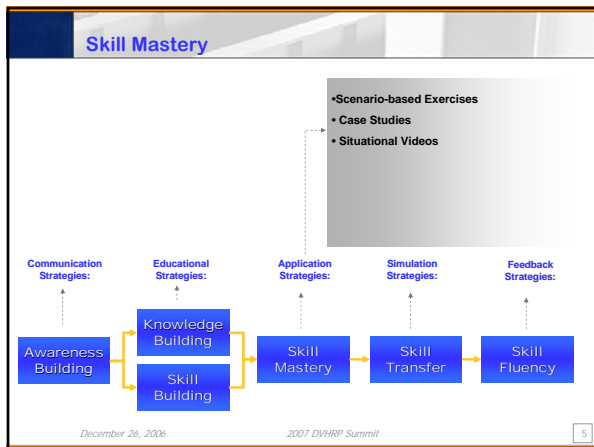 Skill Mastery
•Scenario-based Exercises
• Case Studies
• Situational Videos
Communication
Strategies:
Educational
Strategies:
Application
Strategies:
Simulation
Strategies:
Feedback
Strategies:
Awareness
Building
Knowledge
Building
Skill
Building
Skill
Mastery
Skill
Transfer
Skill
Fluency
December 26, 2006
2007 DVHRP Summit
5